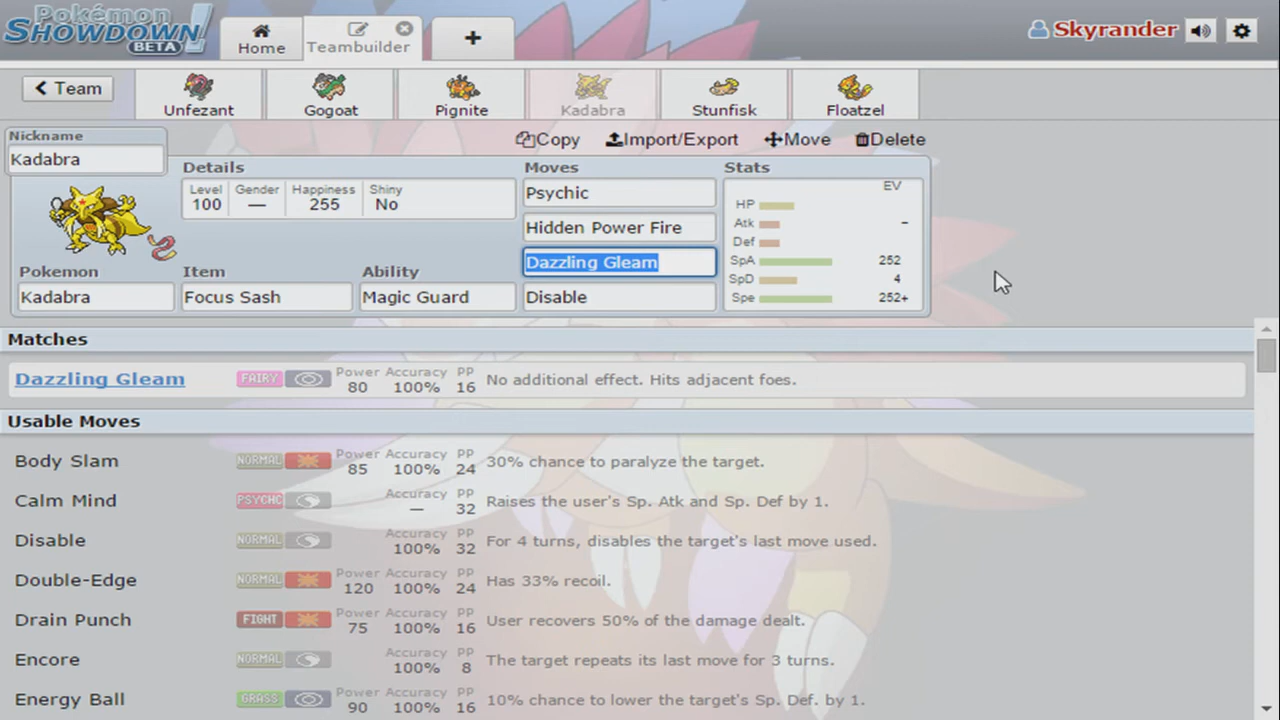 Pokémon
SHOWDOWN!
BETA
Home
Teambuilder
+
Skyrander
Team
Unfezant
Gogoat
Pignite
Kadabra
Stunfisk
Floatzel
Nickname
Kadabra
Copy Import/Export Move Delete
Details
Level Gender Happiness Shiny
100 — 255 No
Pokemon
Kadabra
Item
Focus Sash
Ability
Magic Guard
Moves
Psychic
Hidden Power Fire
Dazzling Gleam
Disable
Stats
EV
HP
Atk –
Def
SpA 252
SpD 4
Spe 252+
Matches
Dazzling Gleam FAIRY Power 80 Accuracy 100% PP 16 No additional effect. Hits adjacent foes.
Usable Moves
Body Slam NORMAL Power 85 Accuracy 100% PP 24 30% chance to paralyze the target.
Calm Mind PSYCHC Accuracy — PP 32 Raises the user's Sp. Atk and Sp. Def by 1.
Disable NORMAL Accuracy 100% PP 32 For 4 turns, disables the target's last move used.
Double-Edge NORMAL Power 120 Accuracy 100% PP 24 Has 33% recoil.
Drain Punch FIGHT Power 75 Accuracy 100% PP 16 User recovers 50% of the damage dealt.
Encore NORMAL Accuracy 100% PP 8 The target repeats its last move for 3 turns.
Energy Ball GRASS Power 90 Accuracy 100% PP 16 10% chance to lower the target's Sp. Def. by 1.